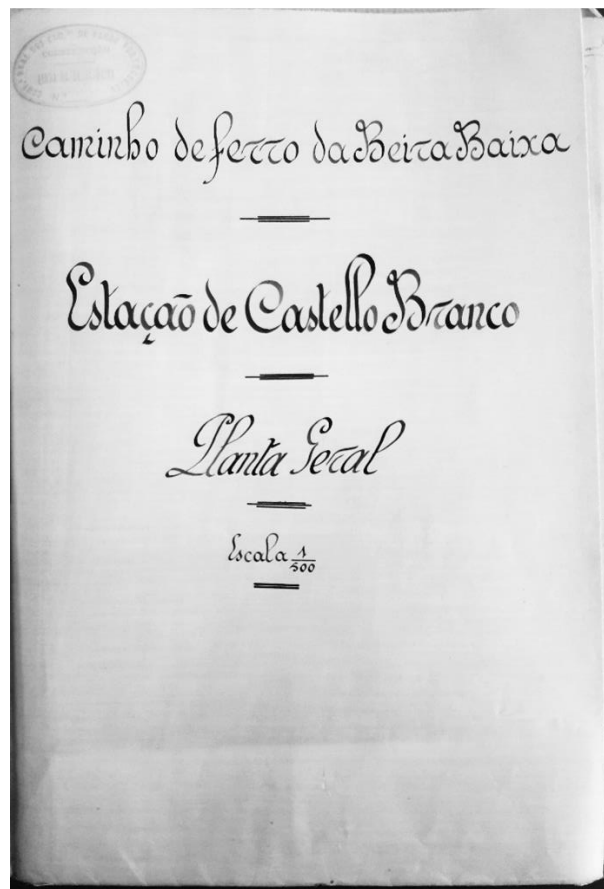 Caminho de ferro da Beira Baixa
Estação de Castello Branco
Planta Geral
Escala 1/500